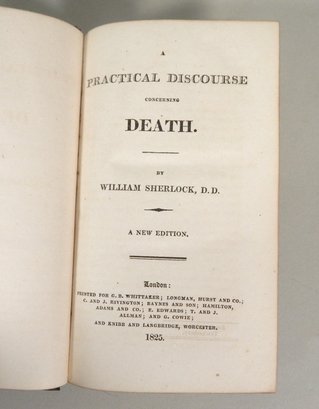 A
PRACTICAL DISCOURSE
CONCERNING
DEATH.
BY
WILLIAM SHERLOCK, D.D.
A NEW EDITION.
London:
PRINTED FOR G. B. WHITTAKER; LONGMAN, HURST AND CO.;
C. AND J. RIVINGTON; BAYNES AND SON; HAMILTON,
ADAMS AND CO.; E. EDWARDS; T. AND J.
ALLMAN; AND G. COWIE;
AND KNIBB AND LANGBRIDGE, WORCESTER.
1825.